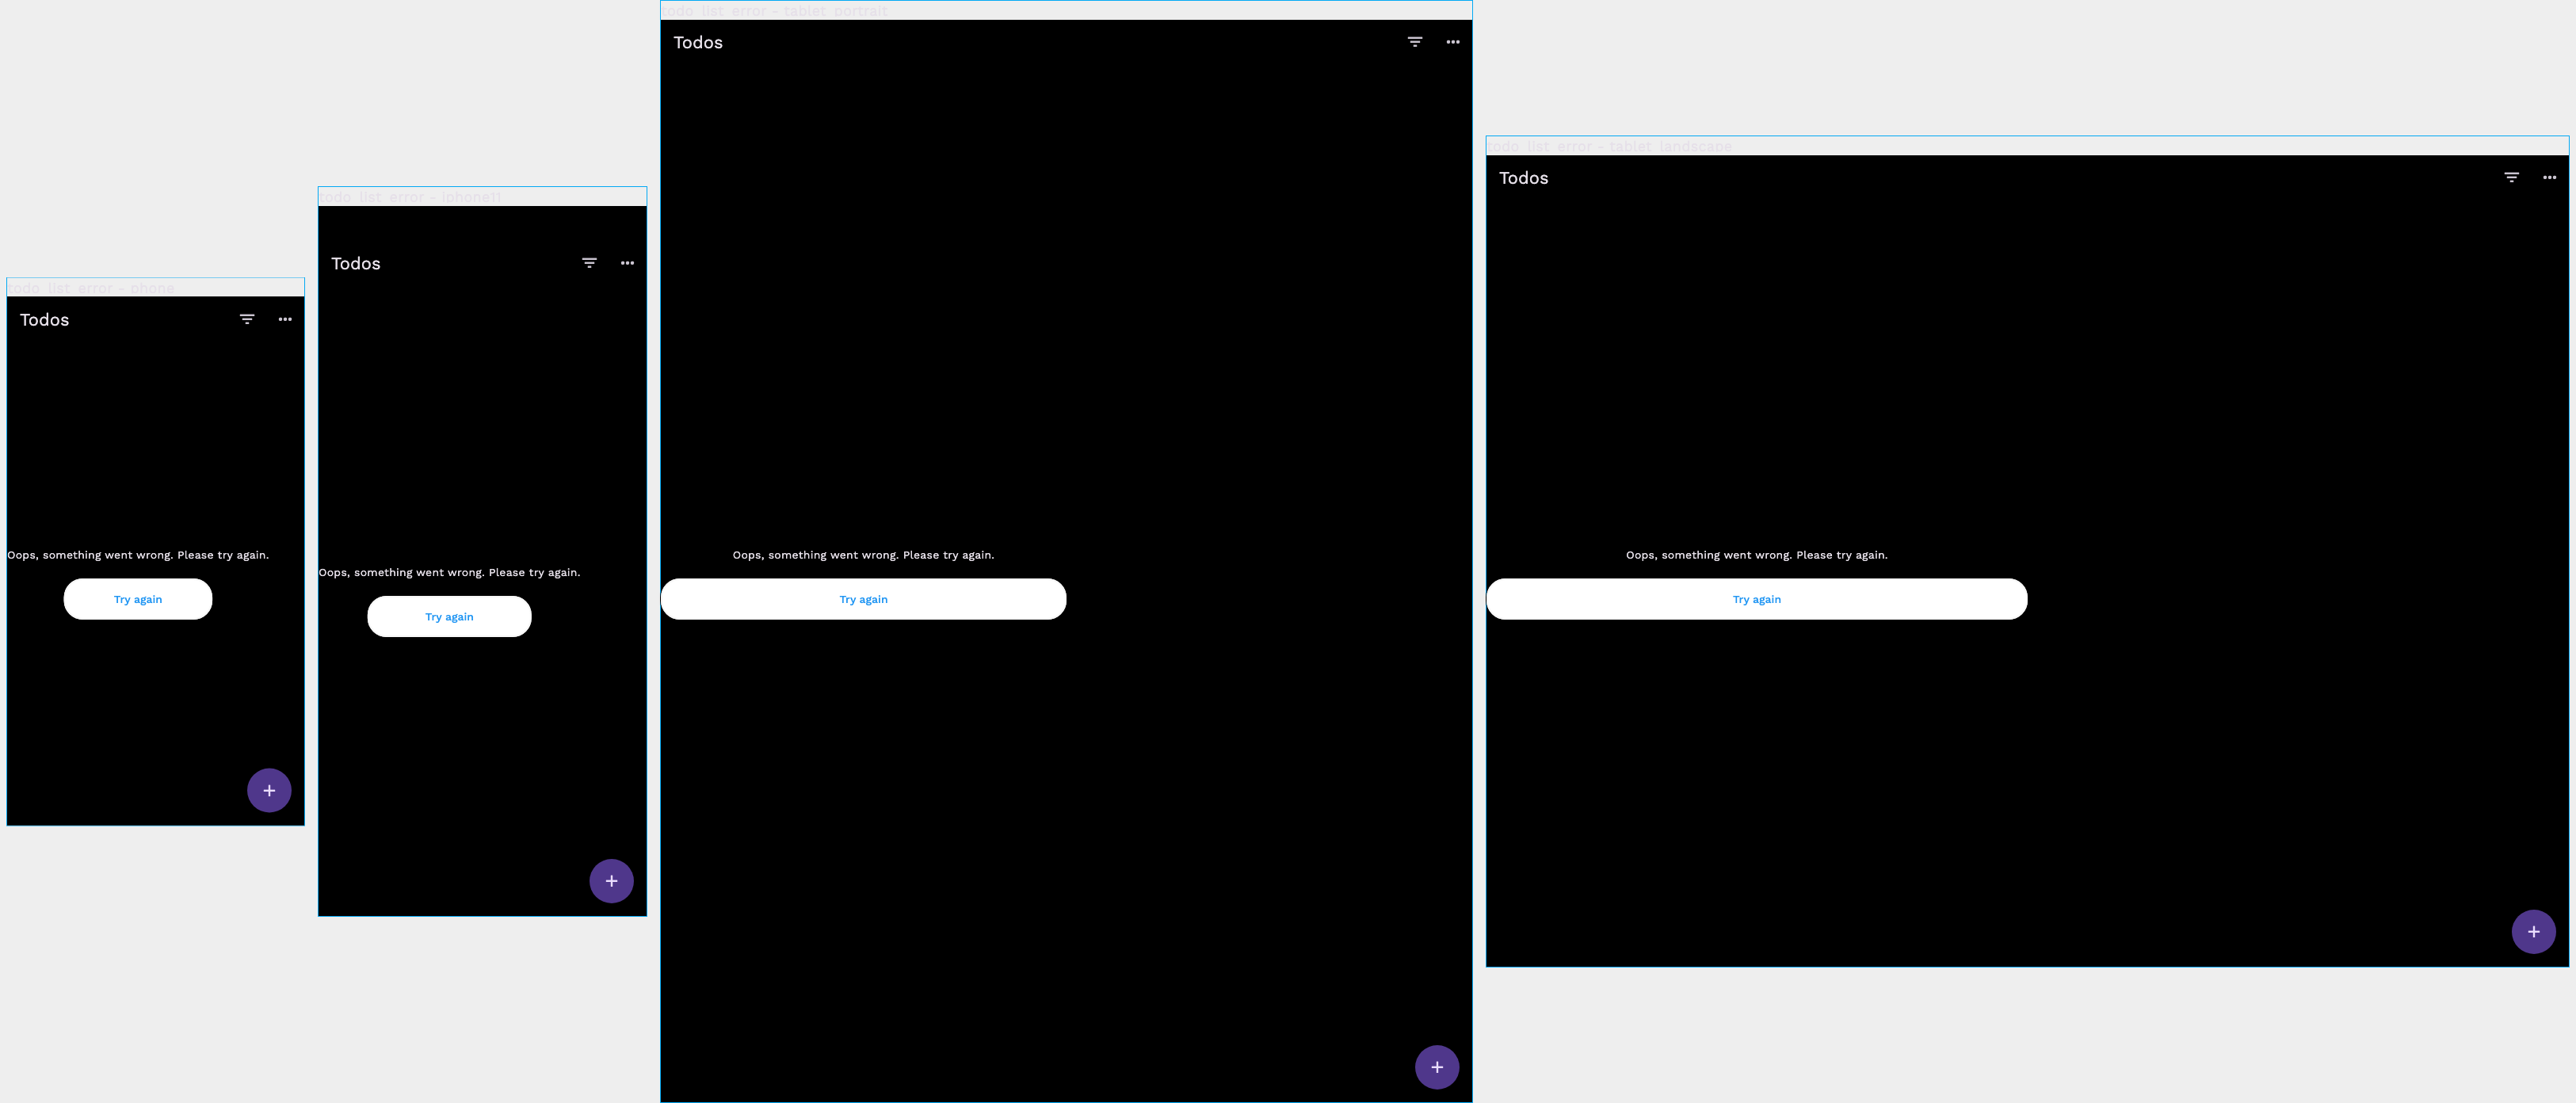 todo_list_error - phone
Todos
Oops, something went wrong. Please try again.
Try again
todo_list_error - iphone11
Todos
Oops, something went wrong. Please try again.
Try again
todo_list_error - tablet_portrait
Todos
Oops, something went wrong. Please try again.
Try again
todo_list_error - tablet_landscape
Todos
Oops, something went wrong. Please try again.
Try again